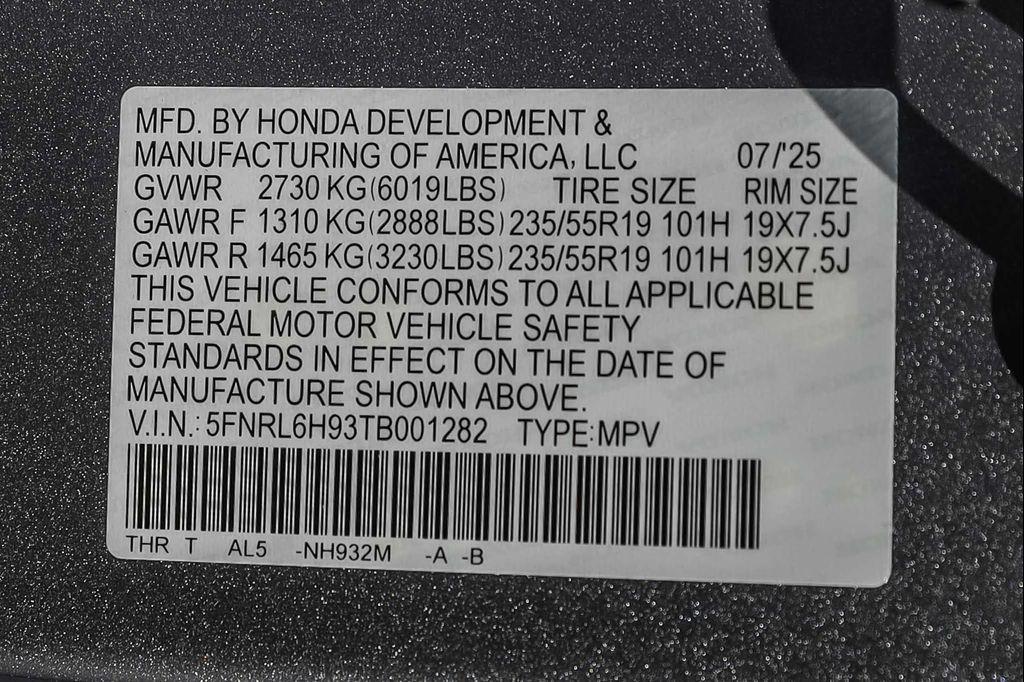 MFD. BY HONDA DEVELOPMENT &
MANUFACTURING OF AMERICA, LLC 07/'25
GVWR 2730 KG(6019LBS) TIRE SIZE RIM SIZE
GAWR F 1310 KG(2888LBS) 235/55R19 101H 19X7.5J
GAWR R 1465 KG(3230LBS) 235/55R19 101H 19X7.5J
THIS VEHICLE CONFORMS TO ALL APPLICABLE
FEDERAL MOTOR VEHICLE SAFETY
STANDARDS IN EFFECT ON THE DATE OF
MANUFACTURE SHOWN ABOVE.
V.I.N.: 5FNRL6H93TB001282 TYPE:MPV
THR T AL5 -NH932M -A -B